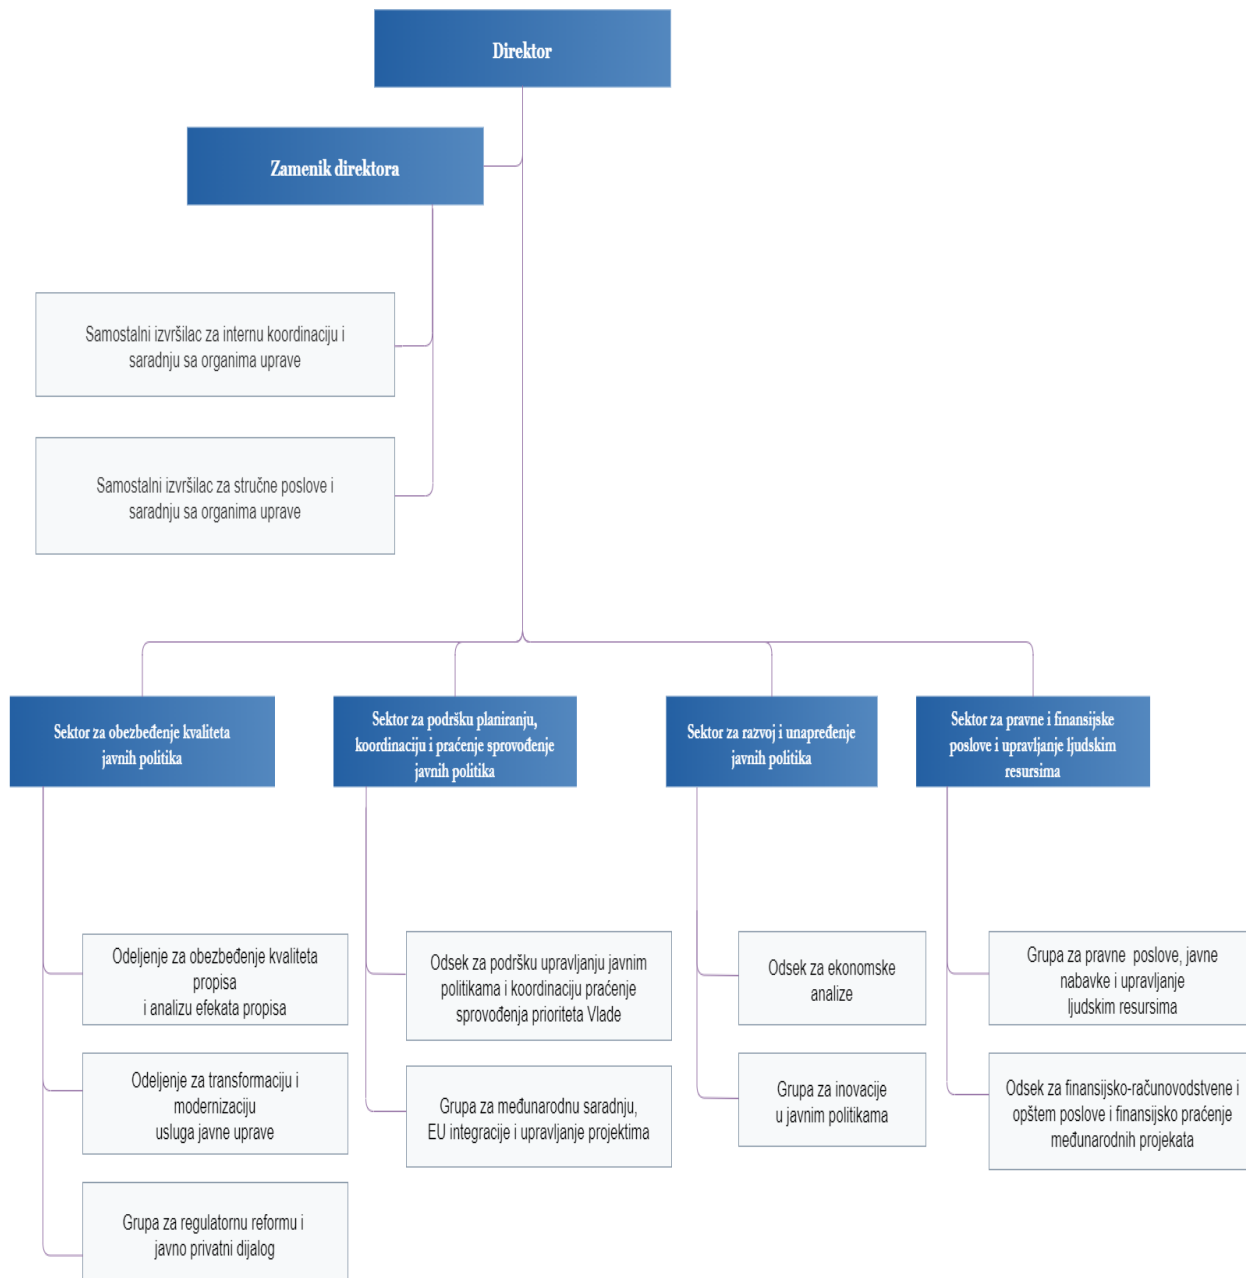 Direktor
Zamenik direktora
Samostalni izvršilac za internu koordinaciju i
saradnju sa organima uprave
Samostalni izvršilac za stručne poslove i
saradnju sa organima uprave
Sektor za obezbeđenje kvaliteta
javnih politika
Sektor za podršku planiranju,
koordinaciju i praćenje sprovođenje
javnih politika
Sektor za razvoj i unapređenje
javnih politika
Sektor za pravne i finansijske
poslove i upravljanje ljudskim
resursima
Odeljenje za obezbeđenje kvaliteta
propisa
i analizu efekata propisa
Odeljenje za transformaciju i
modernizaciju
usluga javne uprave
Grupa za regulatornu reformu i
javno privatni dijalog
Odsek za podršku upravljanju javnim
politikama i koordinaciju praćenje
sprovođenja prioriteta Vlade
Grupa za međunarodnu saradnju,
EU integracije i upravljanje projektima
Odsek za ekonomske
analize
Grupa za inovacije
u javnim politikama
Grupa za pravne poslove, javne
nabavke i upravljanje
ljudskim resursima
Odsek za finansijsko-računovodstvene i
opštem poslove i finansijsko praćenje
međunarodnih projekata